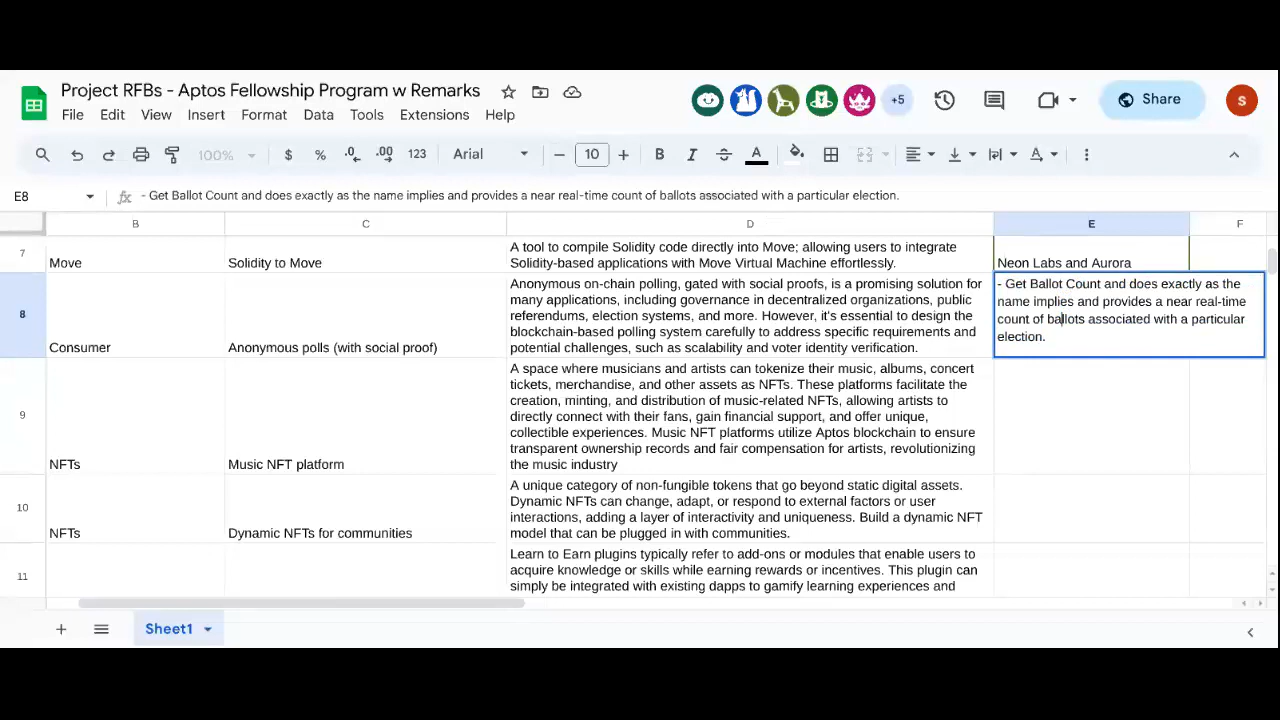 Project RFBs - Aptos Fellowship Program w Remarks
+5
Share
S
File Edit View Insert Format Data Tools Extensions Help
100% $ % .0 .00 123 Arial 10 B I A
E8 fx - Get Ballot Count and does exactly as the name implies and provides a near real-time count of ballots associated with a particular election.
B C D E F
7
Move
Solidity to Move
A tool to compile Solidity code directly into Move; allowing users to integrate
Solidity-based applications with Move Virtual Machine effortlessly.
Neon Labs and Aurora
8
Consumer
Anonymous polls (with social proof)
Anonymous on-chain polling, gated with social proofs, is a promising solution for
many applications, including governance in decentralized organizations, public
referendums, election systems, and more. However, it's essential to design the
blockchain-based polling system carefully to address specific requirements and
potential challenges, such as scalability and voter identity verification.
- Get Ballot Count and does exactly as the
name implies and provides a near real-time
count of ballots associated with a particular
election.
9
NFTs
Music NFT platform
A space where musicians and artists can tokenize their music, albums, concert
tickets, merchandise, and other assets as NFTs. These platforms facilitate the
creation, minting, and distribution of music-related NFTs, allowing artists to
directly connect with their fans, gain financial support, and offer unique,
collectible experiences. Music NFT platforms utilize Aptos blockchain to ensure
transparent ownership records and fair compensation for artists, revolutionizing
the music industry
10
NFTs
Dynamic NFTs for communities
A unique category of non-fungible tokens that go beyond static digital assets.
Dynamic NFTs can change, adapt, or respond to external factors or user
interactions, adding a layer of interactivity and uniqueness. Build a dynamic NFT
model that can be plugged in with communities.
11
Learn to Earn plugins typically refer to add-ons or modules that enable users to
acquire knowledge or skills while earning rewards or incentives. This plugin can
simply be integrated with existing dapps to gamify learning experiences and
Sheet1